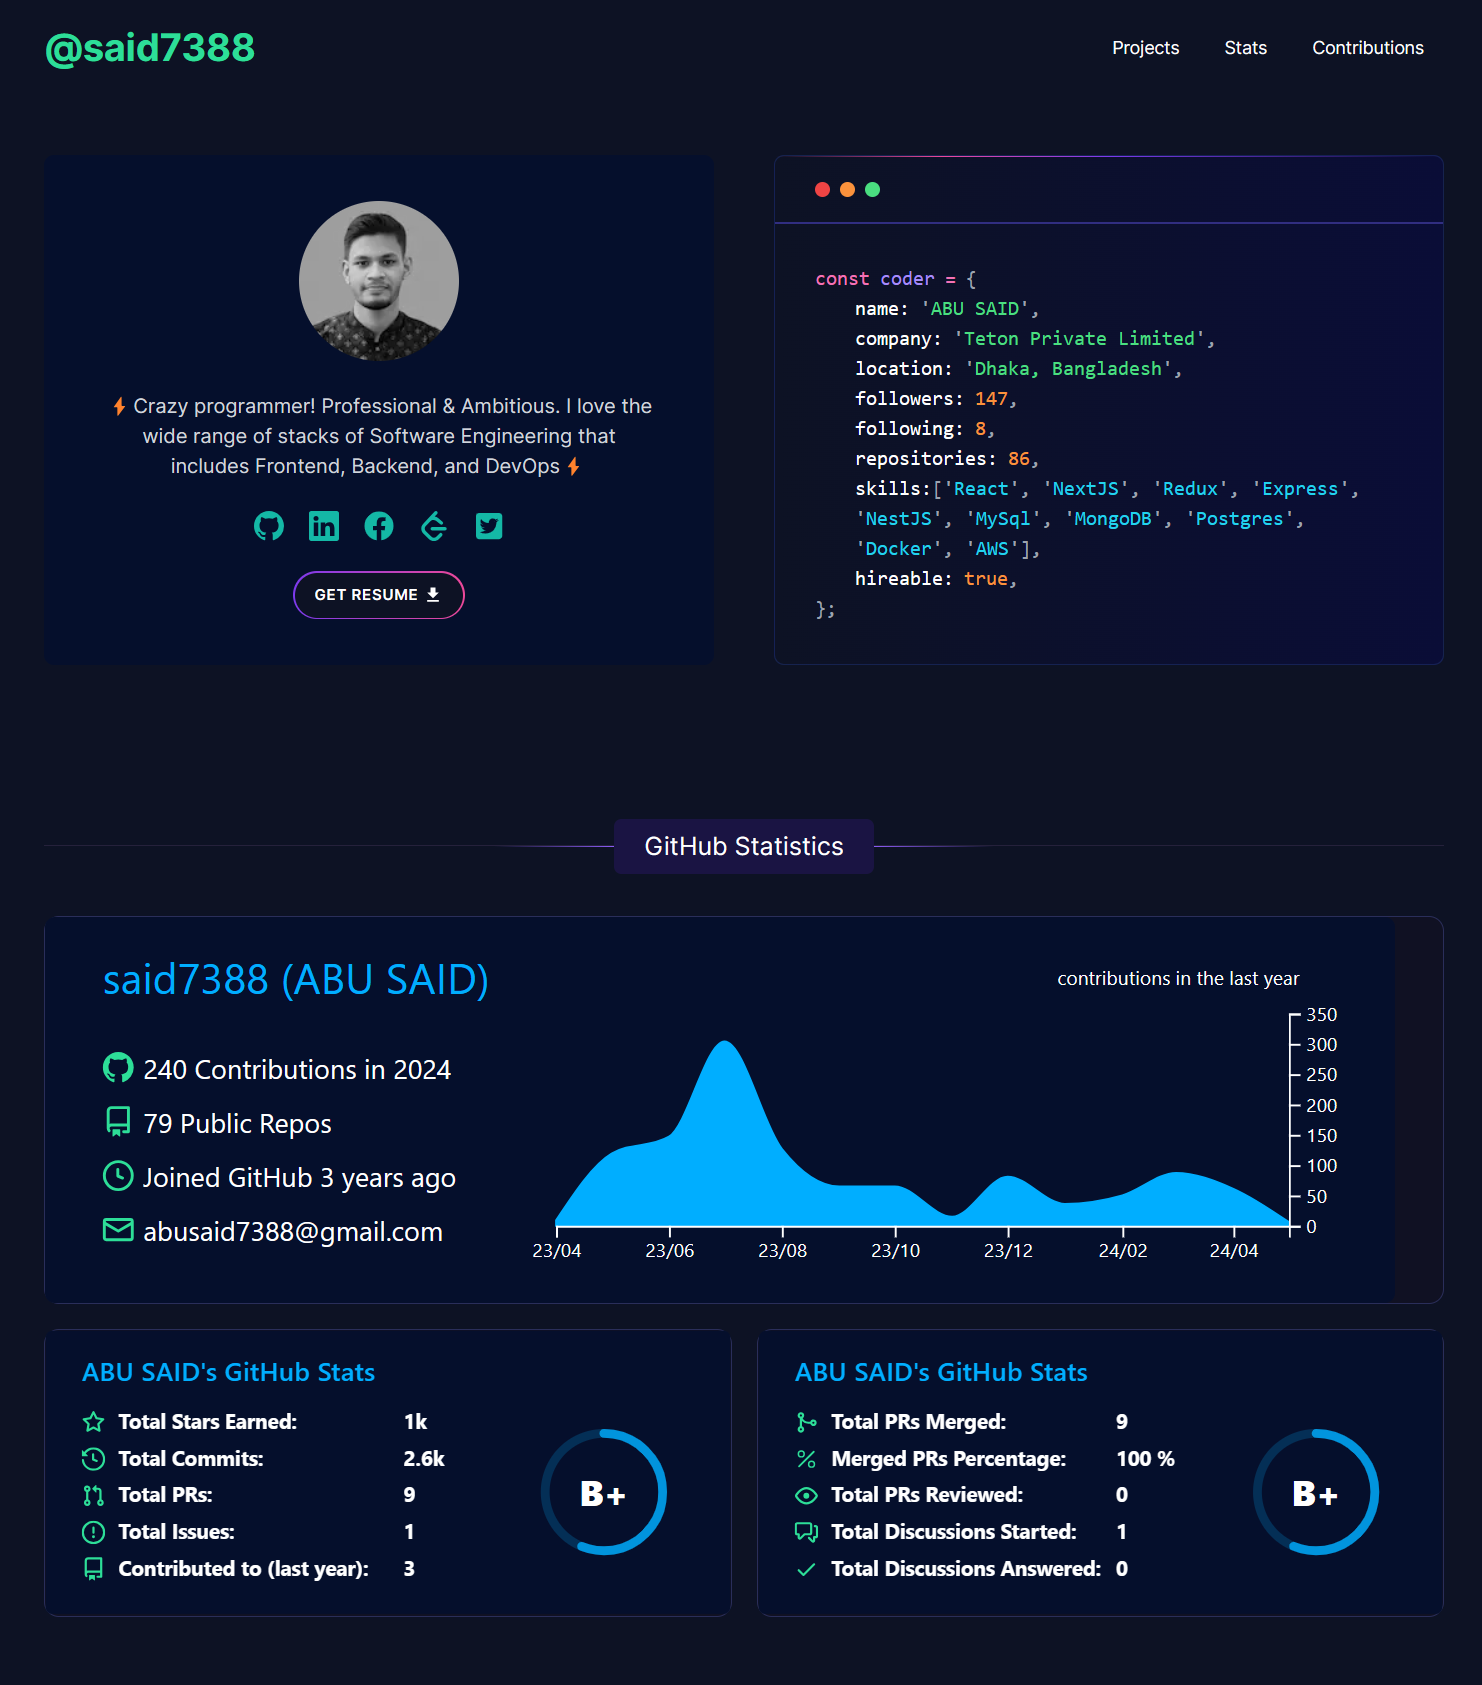 @said7388
Projects
Stats
Contributions
Crazy programmer! Professional & Ambitious. I love the
wide range of stacks of Software Engineering that
includes Frontend, Backend, and DevOps
GET RESUME
const coder = {
name: 'ABU SAID',
company: 'Teton Private Limited',
location: 'Dhaka, Bangladesh',
followers: 147,
following: 8,
repositories: 86,
skills:['React', 'NextJS', 'Redux', 'Express',
'NestJS', 'MySql', 'MongoDB', 'Postgres',
'Docker', 'AWS'],
hireable: true,
};
GitHub Statistics
said7388 (ABU SAID)
240 Contributions in 2024
79 Public Repos
Joined GitHub 3 years ago
abusaid7388@gmail.com
contributions in the last year
350
300
250
200
150
100
50
0
23/04
23/06
23/08
23/10
23/12
24/02
24/04
ABU SAID's GitHub Stats
Total Stars Earned: 1k
Total Commits: 2.6k
Total PRs: 9
Total Issues: 1
Contributed to (last year): 3
B+
ABU SAID's GitHub Stats
Total PRs Merged: 9
Merged PRs Percentage: 100 %
Total PRs Reviewed: 0
Total Discussions Started: 1
Total Discussions Answered: 0
B+